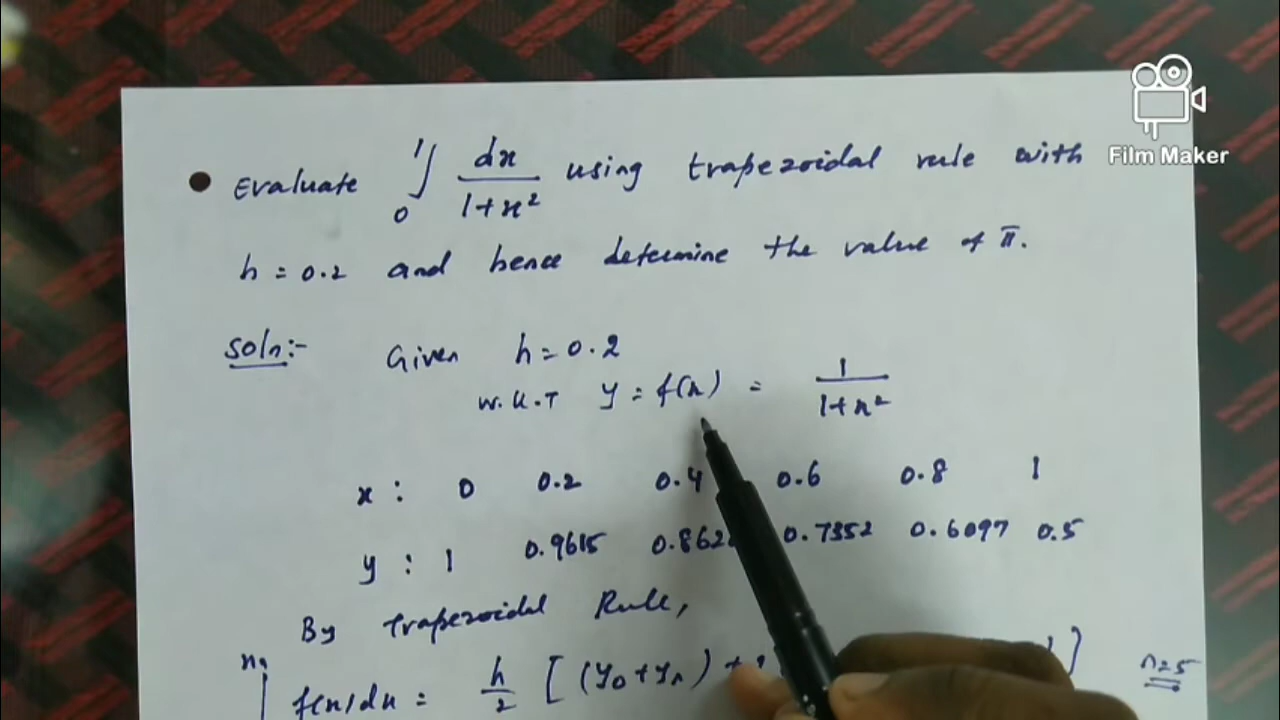 Film Maker
• Evaluate ∫₀¹ dx/(1+x²) using trapezoidal rule with
h = 0.2 and hence determine the value of π.
Soln:- Given h = 0.2
W.K.T y = f(x) = 1/(1+x²)
x : 0 0.2 0.4 0.6 0.8 1
y : 1 0.9615 0.862 0.7352 0.6097 0.5
By Trapezoidal Rule,
∫ f(x)dx = h/2 [(y₀+yₙ) + )] n=5